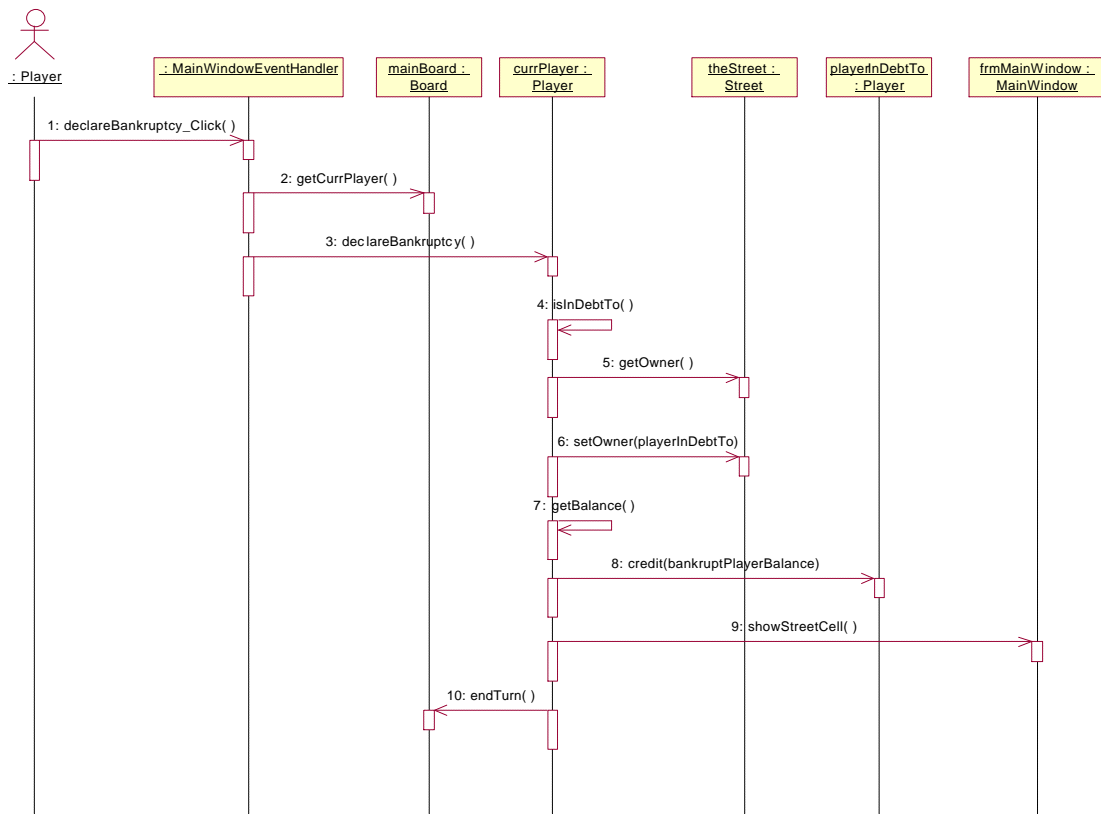 : Player
: MainWindowEventHandler
mainBoard :
Board
currPlayer :
Player
theStreet :
Street
playerInDebtTo
: Player
frmMainWindow :
MainWindow
1: declareBankruptcy_Click( )
2: getCurrPlayer( )
3: declareBankruptcy( )
4: isInDebtTo( )
5: getOwner( )
6: setOwner(playerInDebtTo)
7: getBalance( )
8: credit(bankruptPlayerBalance)
9: showStreetCell( )
10: endTurn( )